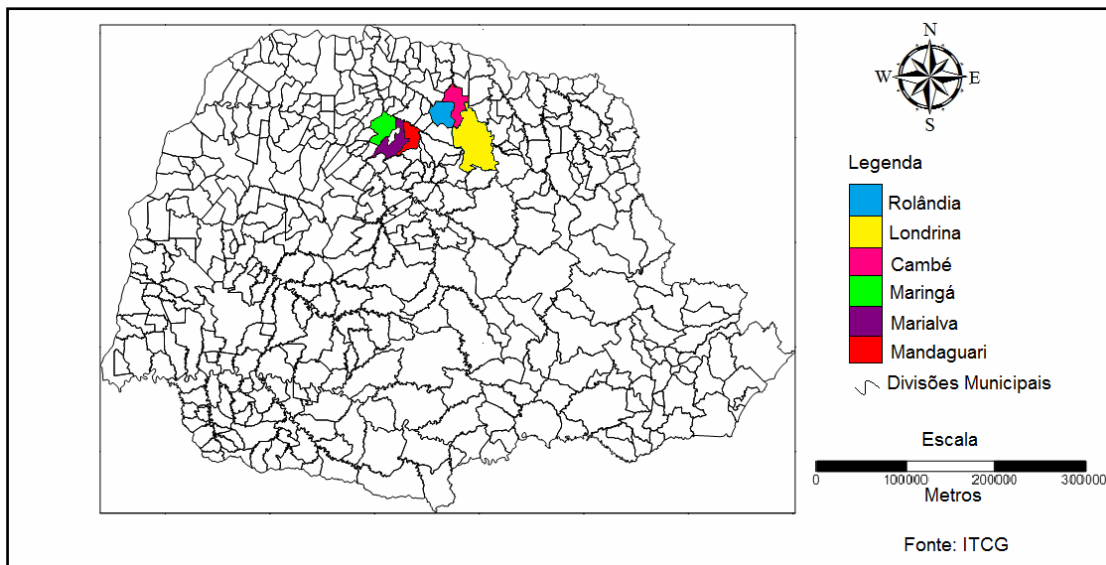 N
W E
S
Legenda
Rolândia
Londrina
Cambé
Maringá
Marialva
Mandaguari
Divisões Municipais
Escala
0 100000 200000 300000
Metros
Fonte: ITCG